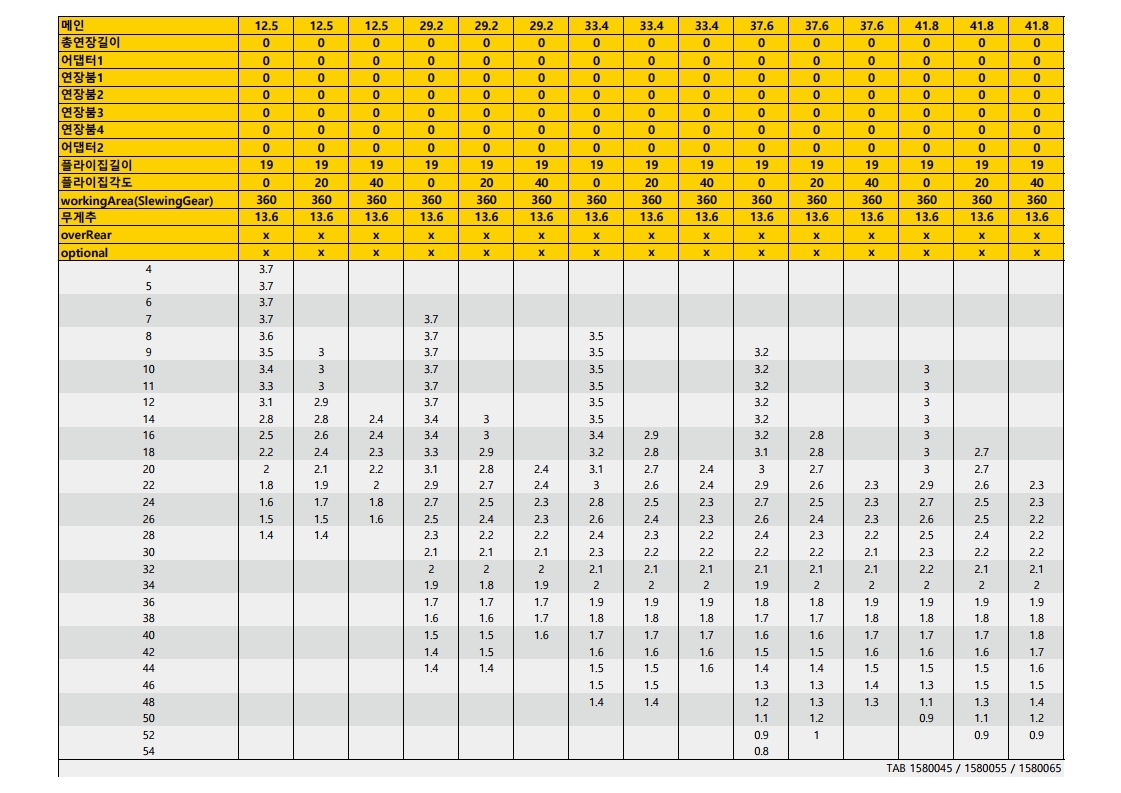 메인 12.5 12.5 12.5 29.2 29.2 29.2 33.4 33.4 33.4 37.6 37.6 37.6 41.8 41.8 41.8
총연장길이 0 0 0 0 0 0 0 0 0 0 0 0 0 0 0
어댑터1 0 0 0 0 0 0 0 0 0 0 0 0 0 0 0
연장붐1 0 0 0 0 0 0 0 0 0 0 0 0 0 0 0
연장붐2 0 0 0 0 0 0 0 0 0 0 0 0 0 0 0
연장붐3 0 0 0 0 0 0 0 0 0 0 0 0 0 0 0
연장붐4 0 0 0 0 0 0 0 0 0 0 0 0 0 0 0
어댑터2 0 0 0 0 0 0 0 0 0 0 0 0 0 0 0
플라이집길이 19 19 19 19 19 19 19 19 19 19 19 19 19 19 19
플라이집각도 0 20 40 0 20 40 0 20 40 0 20 40 0 20 40
workingArea(SlewingGear) 360 360 360 360 360 360 360 360 360 360 360 360 360 360 360
무게추 13.6 13.6 13.6 13.6 13.6 13.6 13.6 13.6 13.6 13.6 13.6 13.6 13.6 13.6 13.6
overRear x x x x x x x x x x x x x x x
optional x x x x x x x x x x x x x x x
4 3.7
5 3.7
6 3.7
7 3.7 3.7
8 3.6 3.7 3.5
9 3.5 3 3.7 3.5 3.2
10 3.4 3 3.7 3.5 3.2 3
11 3.3 3 3.7 3.5 3.2 3
12 3.1 2.9 3.7 3.5 3.2 3
14 2.8 2.8 2.4 3.4 3 3.5 3.2 3
16 2.5 2.6 2.4 3.4 3 3.4 2.9 3.2 2.8 3
18 2.2 2.4 2.3 3.3 2.9 3.2 2.8 3.1 2.8 3 2.7
20 2 2.1 2.2 3.1 2.8 2.4 3.1 2.7 2.4 3 2.7 3 2.7
22 1.8 1.9 2 2.9 2.7 2.4 3 2.6 2.4 2.9 2.6 2.3 2.9 2.6 2.3
24 1.6 1.7 1.8 2.7 2.5 2.3 2.8 2.5 2.3 2.7 2.5 2.3 2.7 2.5 2.3
26 1.5 1.5 1.6 2.5 2.4 2.3 2.6 2.4 2.3 2.6 2.4 2.3 2.6 2.5 2.2
28 1.4 1.4 2.3 2.2 2.2 2.4 2.3 2.2 2.4 2.3 2.2 2.5 2.4 2.2
30 2.1 2.1 2.1 2.3 2.2 2.2 2.2 2.2 2.1 2.3 2.2 2.2
32 2 2 2 2.1 2.1 2.1 2.1 2.1 2.1 2.2 2.1 2.1
34 1.9 1.8 1.9 2 2 2 1.9 2 2 2 2 2
36 1.7 1.7 1.7 1.9 1.9 1.9 1.8 1.8 1.9 1.9 1.9 1.9
38 1.6 1.6 1.7 1.8 1.8 1.8 1.7 1.7 1.8 1.8 1.8 1.8
40 1.5 1.5 1.6 1.7 1.7 1.7 1.6 1.6 1.7 1.7 1.7 1.8
42 1.4 1.5 1.6 1.6 1.6 1.5 1.5 1.6 1.6 1.6 1.7
44 1.4 1.4 1.5 1.5 1.6 1.4 1.4 1.5 1.5 1.5 1.6
46 1.5 1.5 1.3 1.3 1.4 1.3 1.5 1.5
48 1.4 1.4 1.2 1.3 1.3 1.1 1.3 1.4
50 1.1 1.2 0.9 1.1 1.2
52 0.9 1 0.9 0.9
54 0.8
TAB 1580045 / 1580055 / 1580065